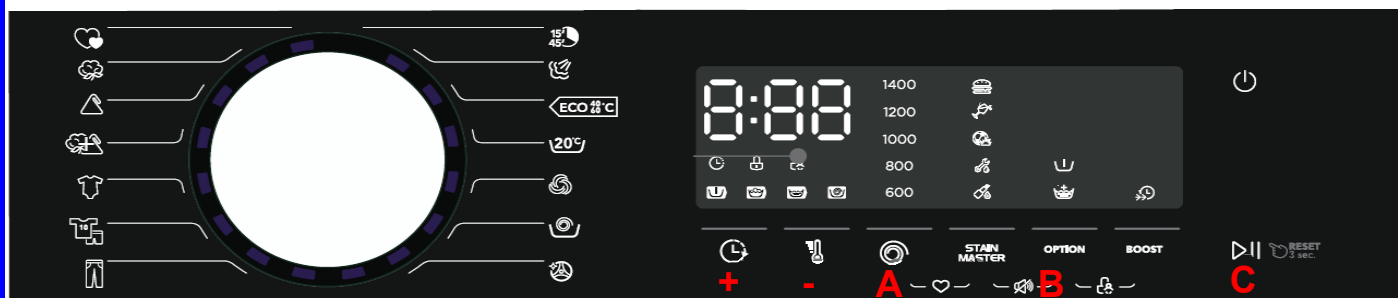 15'
45'
ECO 40 60 °C
20°C
10
8:88
1400
1200
1000
800
600
STAIN
MASTER
OPTION
BOOST
RESET
3 sec.
+
-
A
B
C